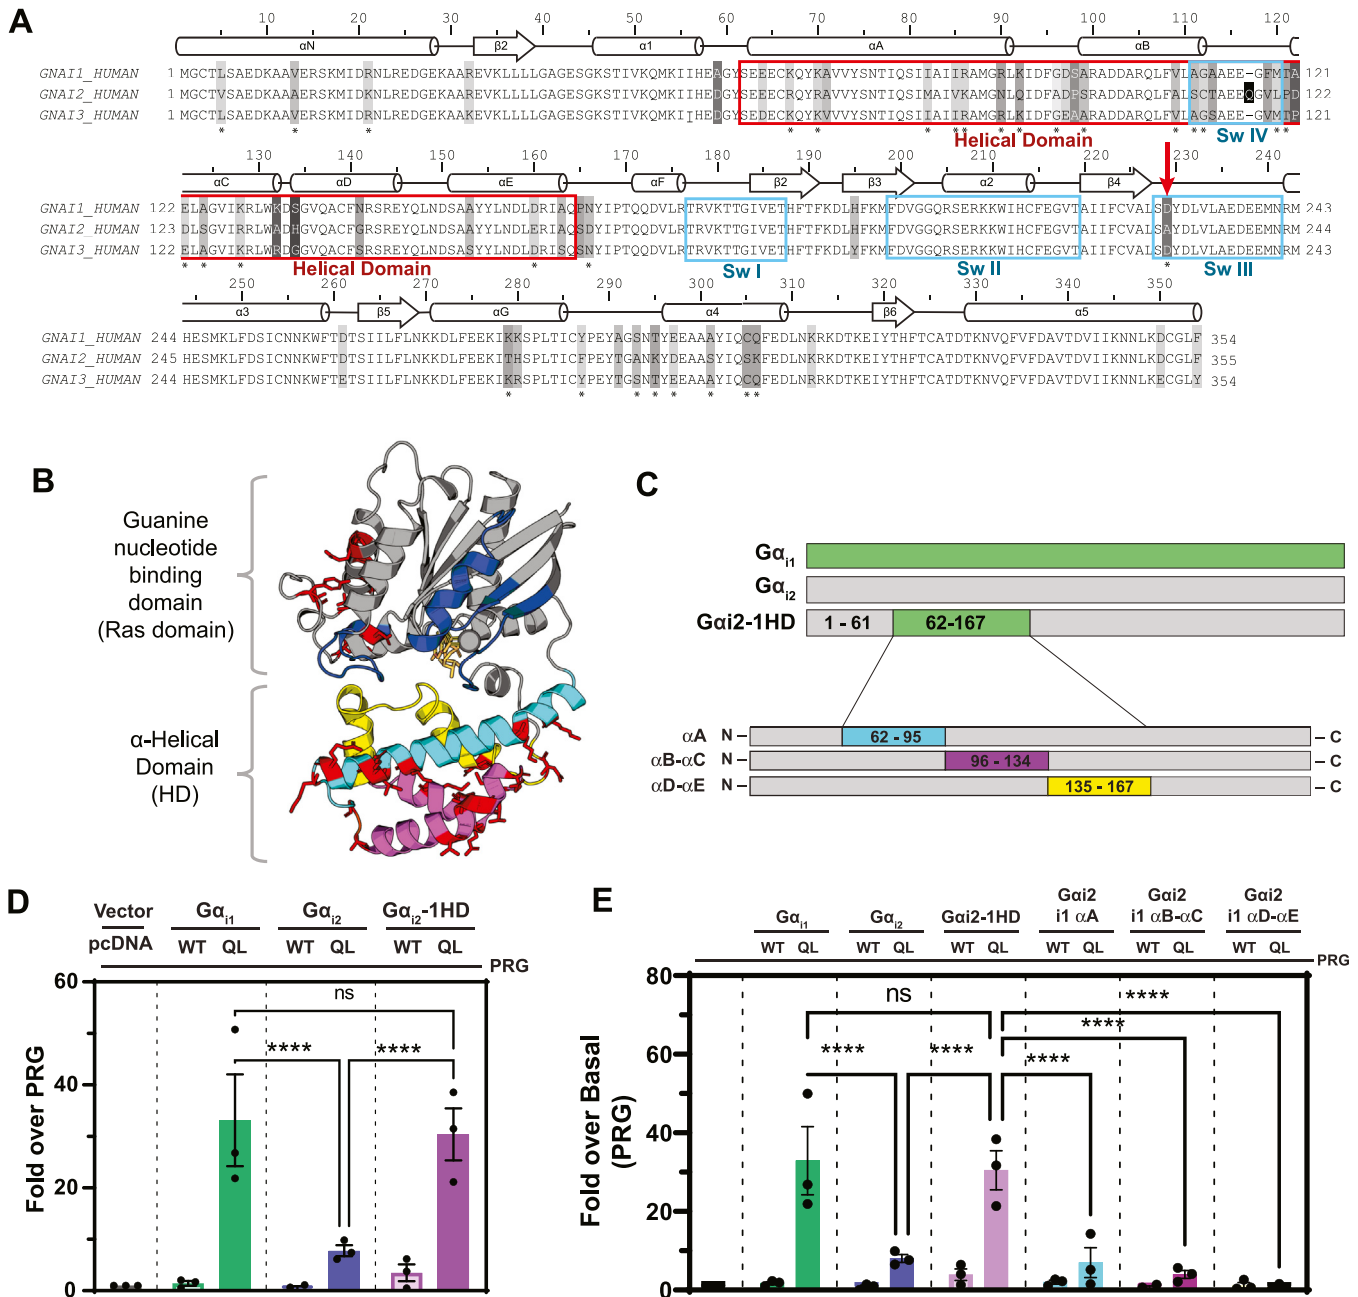 A
10 20 30 40 50 60 70 80 90 100 110 120
αN β2 α1 αA αB
GNAI1_HUMAN 1 MGCTLSAEDKAAVERSKMIDRNLREDGEKAAREVKLLLLGAGESGKSTIVKQMKIIHEAGYSEEECKQYKAVVYSNTIQSIIAIIRAMGRLKIDFGDSARADDARQLFVLAGAAEE-GFMTA 121
GNAI2_HUMAN 1 MGCTVSAEDKAAAERSKMIDKNLREDGEKAAREVKLLLLGAGESGKSTIVKQMKIIHEDGYSEEECRQYRAVVYSNTIQSIMAIVKAMGNLQIDFADPSRADDARQLFALSCTAEEQGVLPD 122
GNAI3_HUMAN 1 MGCTLSAEDKAAVERSKMIDRNLREDGEKAAKEVKLLLLGAGESGKSTIVKQMKIIHEDGYSEDECKQYKVVVYSNTIQSIIAIIRAMGRLKIDFGEAARADDARQLFVLAGSAEE-GVMTP 121
Helical Domain Sw IV
130 140 150 160 170 180 190 200 210 220 230 240
αC αD αE αF β2 β3 α2 β4
GNAI1_HUMAN 122 ELAGVIKRLWKDSGVQACFNRSREYQLNDSAAYYLNDLDRIAQPNYIPTQQDVLRTRVKTTGIVETHFTFKDLHFKMFDVGGQRSERKKWIHCFEGVTAIIFCVALSDYDLVLAEDEEMNRM 243
GNAI2_HUMAN 123 DLSGVIRRLWADHGVQACFGRSREYQLNDSAAYYLNDLERIAQSDYIPTQQDVLRTRVKTTGIVETHFTFKDLHFKMFDVGGQRSERKKWIHCFEGVTAIIFCVALSAYDLVLAEDEEMNRM 244
GNAI3_HUMAN 122 ELAGVIKRLWRDGGVQACFSRSREYQLNDSASYYLNDLDRISQSNYIPTQQDVLRTRVKTTGIVETHFTFKDLYFKMFDVGGQRSERKKWIHCFEGVTAIIFCVALSDYDLVLAEDEEMNRM 243
Helical Domain Sw I Sw II Sw III
250 260 270 280 290 300 310 320 330 340 350
α3 β5 αG α4 β6 α5
GNAI1_HUMAN 244 HESMKLFDSICNNKWFTDTSIILFLNKKDLFEEKIKKSPLTICYPEYAGSNTYEEAAAYIQCQFEDLNKRKDTKEIYTHFTCATDTKNVQFVFDAVTDVIIKNNLKDCGLF 354
GNAI2_HUMAN 245 HESMKLFDSICNNKWFTDTSIILFLNKKDLFEEKITHSPLTICFPEYTGANKYDEAASYIQSKFEDLNKRKDTKEIYTHFTCATDTKNVQFVFDAVTDVIIKNNLKDCGLF 355
GNAI3_HUMAN 244 HESMKLFDSICNNKWFTETSIILFLNKKDLFEEKIKRSPLTICYPEYTGSNTYEEAAAYIQCQFEDLNRRKDTKEIYTHFTCATDTKNVQFVFDAVTDVIIKNNLKECGLY 354
B
Guanine
nucleotide
binding
domain
(Ras domain)
α-Helical
Domain
(HD)
C
Gαi1
Gαi2
Gαi2-1HD 1 - 61 62-167
αA N – 62 - 95 – C
αB-αC N – 96 - 134 – C
αD-αE N – 135 - 167 – C
D
Vector Gαi1 Gαi2 Gαi2-1HD
pcDNA WT QL WT QL WT QL
PRG
Fold over PRG
60
40
20
0
ns
**** ****
E
Gαi1 Gαi2 Gαi2-1HD Gαi2 i1 αA Gαi2 i1 αB-αC Gαi2 i1 αD-αE
WT QL WT QL WT QL WT QL WT QL WT QL
PRG
Fold over Basal
(PRG)
80
60
40
20
0
ns ****
****
**** **** ****